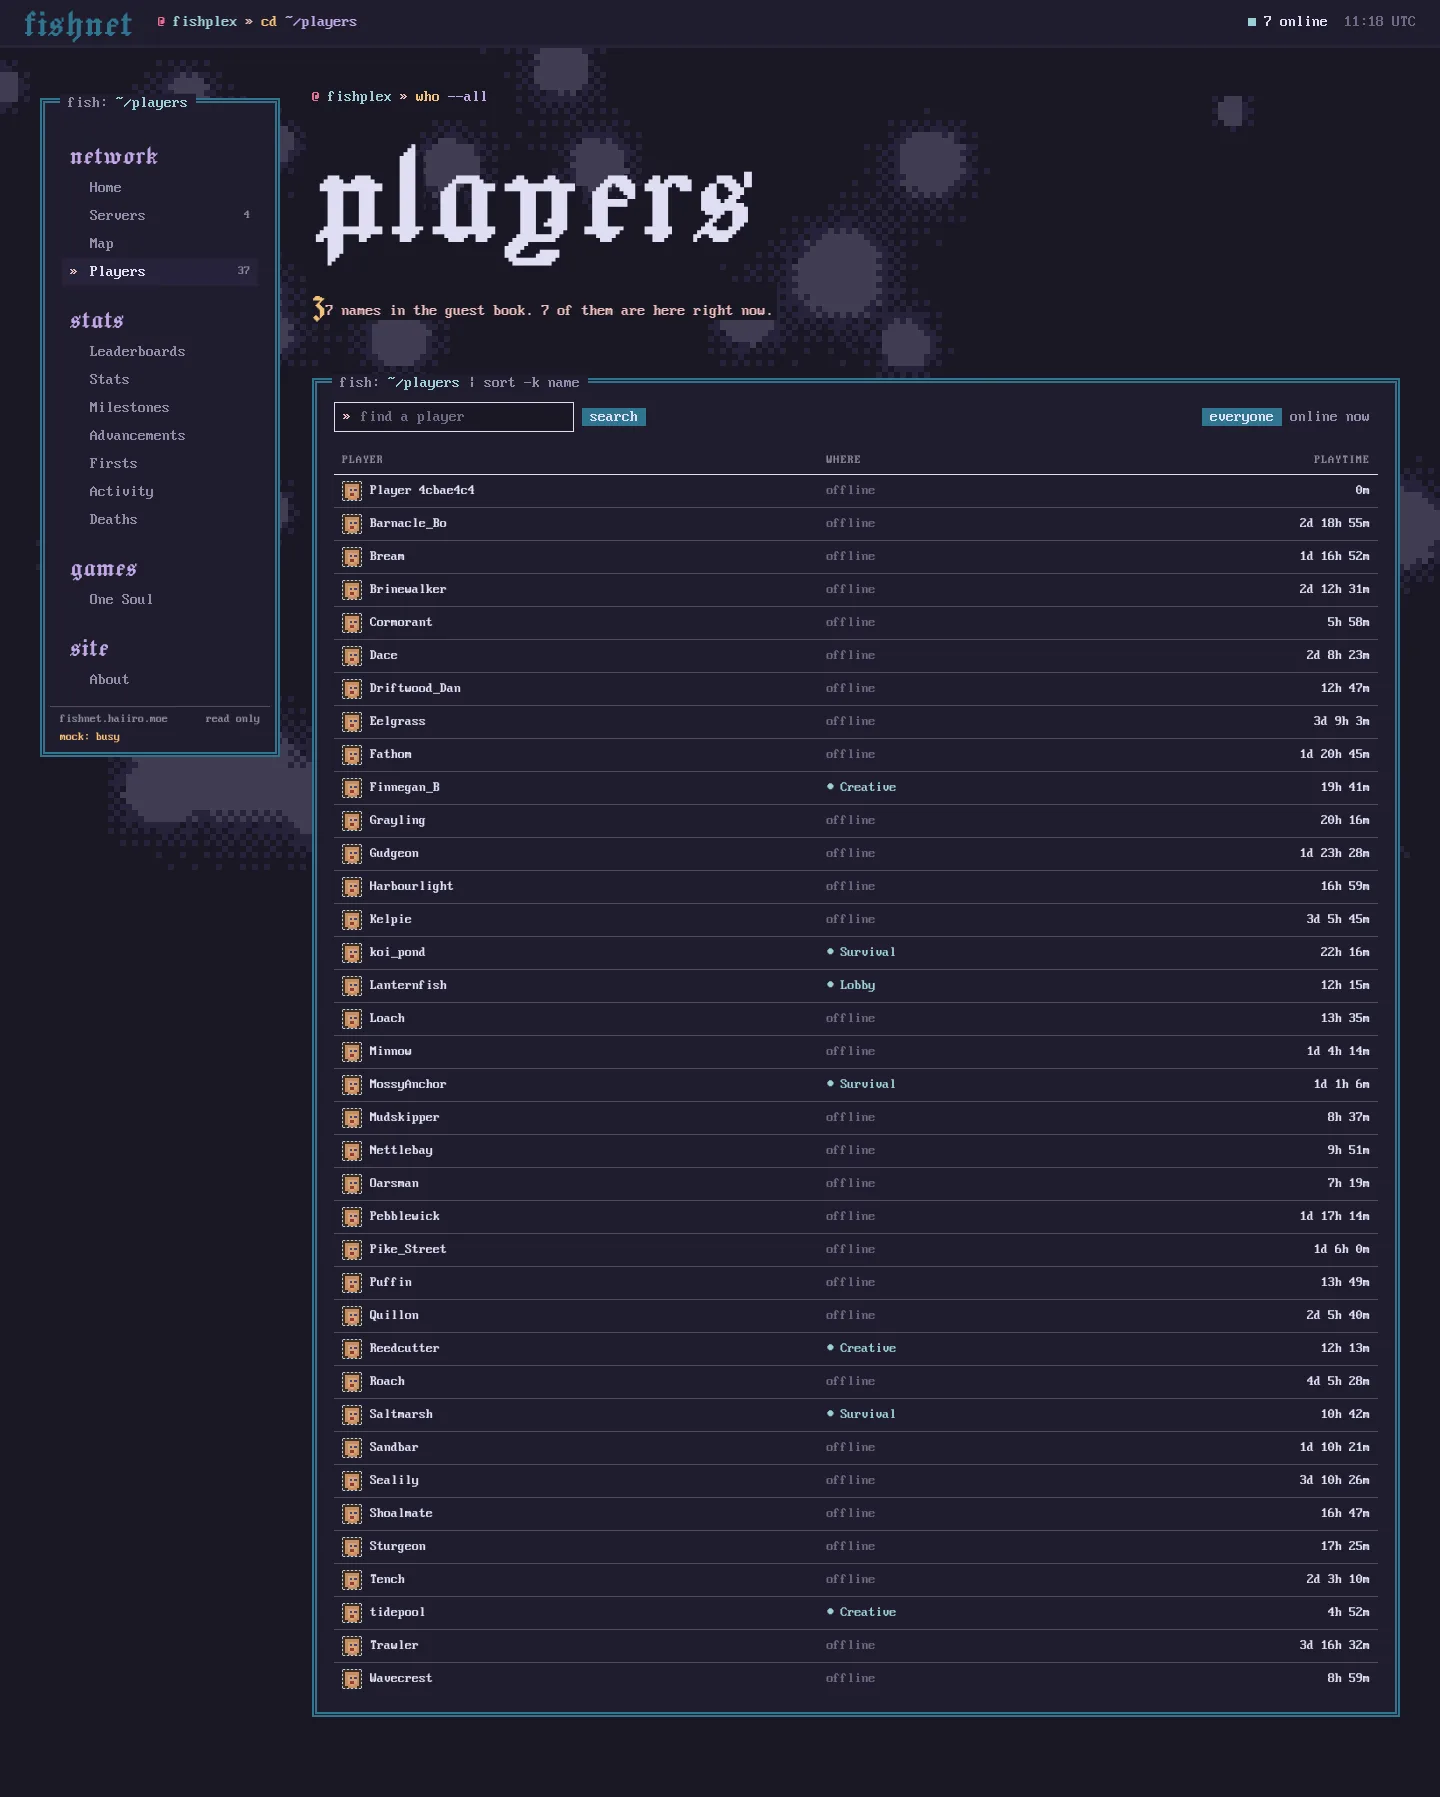 fishnet @ fishplex » cd ~/players 7 online 11:18 UTC
fish: ~/players
network
Home
Servers 4
Map
» Players 37
stats
Leaderboards
Stats
Milestones
Advancements
Firsts
Activity
Deaths
games
One Soul
site
About
fishnet.haiiro.moe read only
mock: busy
@ fishplex » who --all
players
37 names in the guest book. 7 of them are here right now.
fish: ~/players | sort -k name
» find a player search everyone online now
PLAYER WHERE PLAYTIME
Player 4cbae4c4 offline 0m
Barnacle_Bo offline 2d 18h 55m
Bream offline 1d 16h 52m
Brinewalker offline 2d 12h 31m
Cormorant offline 5h 58m
Dace offline 2d 8h 23m
Driftwood_Dan offline 12h 47m
Eelgrass offline 3d 9h 3m
Fathom offline 1d 20h 45m
Finnegan_B • Creative 19h 41m
Grayling offline 20h 16m
Gudgeon offline 1d 23h 28m
Harbourlight offline 16h 59m
Kelpie offline 3d 5h 45m
koi_pond • Survival 22h 16m
Lanternfish • Lobby 12h 15m
Loach offline 13h 35m
Minnow offline 1d 4h 14m
MossyAnchor • Survival 1d 1h 6m
Mudskipper offline 8h 37m
Nettlebay offline 9h 51m
Oarsman offline 7h 19m
Pebblewick offline 1d 17h 14m
Pike_Street offline 1d 6h 0m
Puffin offline 13h 49m
Quillon offline 2d 5h 40m
Reedcutter • Creative 12h 13m
Roach offline 4d 5h 28m
Saltmarsh • Survival 10h 42m
Sandbar offline 1d 10h 21m
Sealily offline 3d 10h 26m
Shoalmate offline 16h 47m
Sturgeon offline 17h 25m
Tench offline 2d 3h 10m
tidepool • Creative 4h 52m
Trawler offline 3d 16h 32m
Wavecrest offline 8h 59m